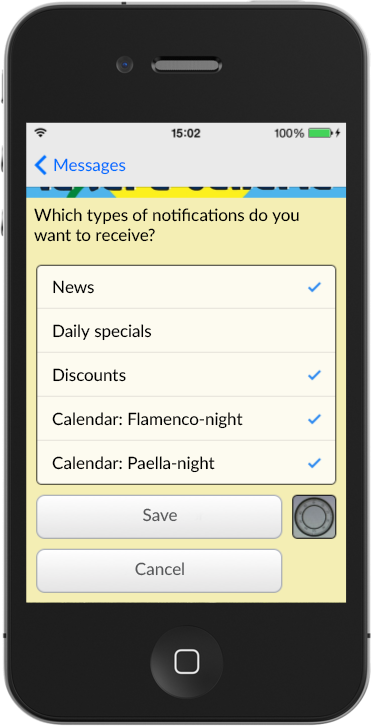 15:02
100%
Messages
Which types of notifications do you
want to receive?
News
Daily specials
Discounts
Calendar: Flamenco-night
Calendar: Paella-night
Save
Cancel